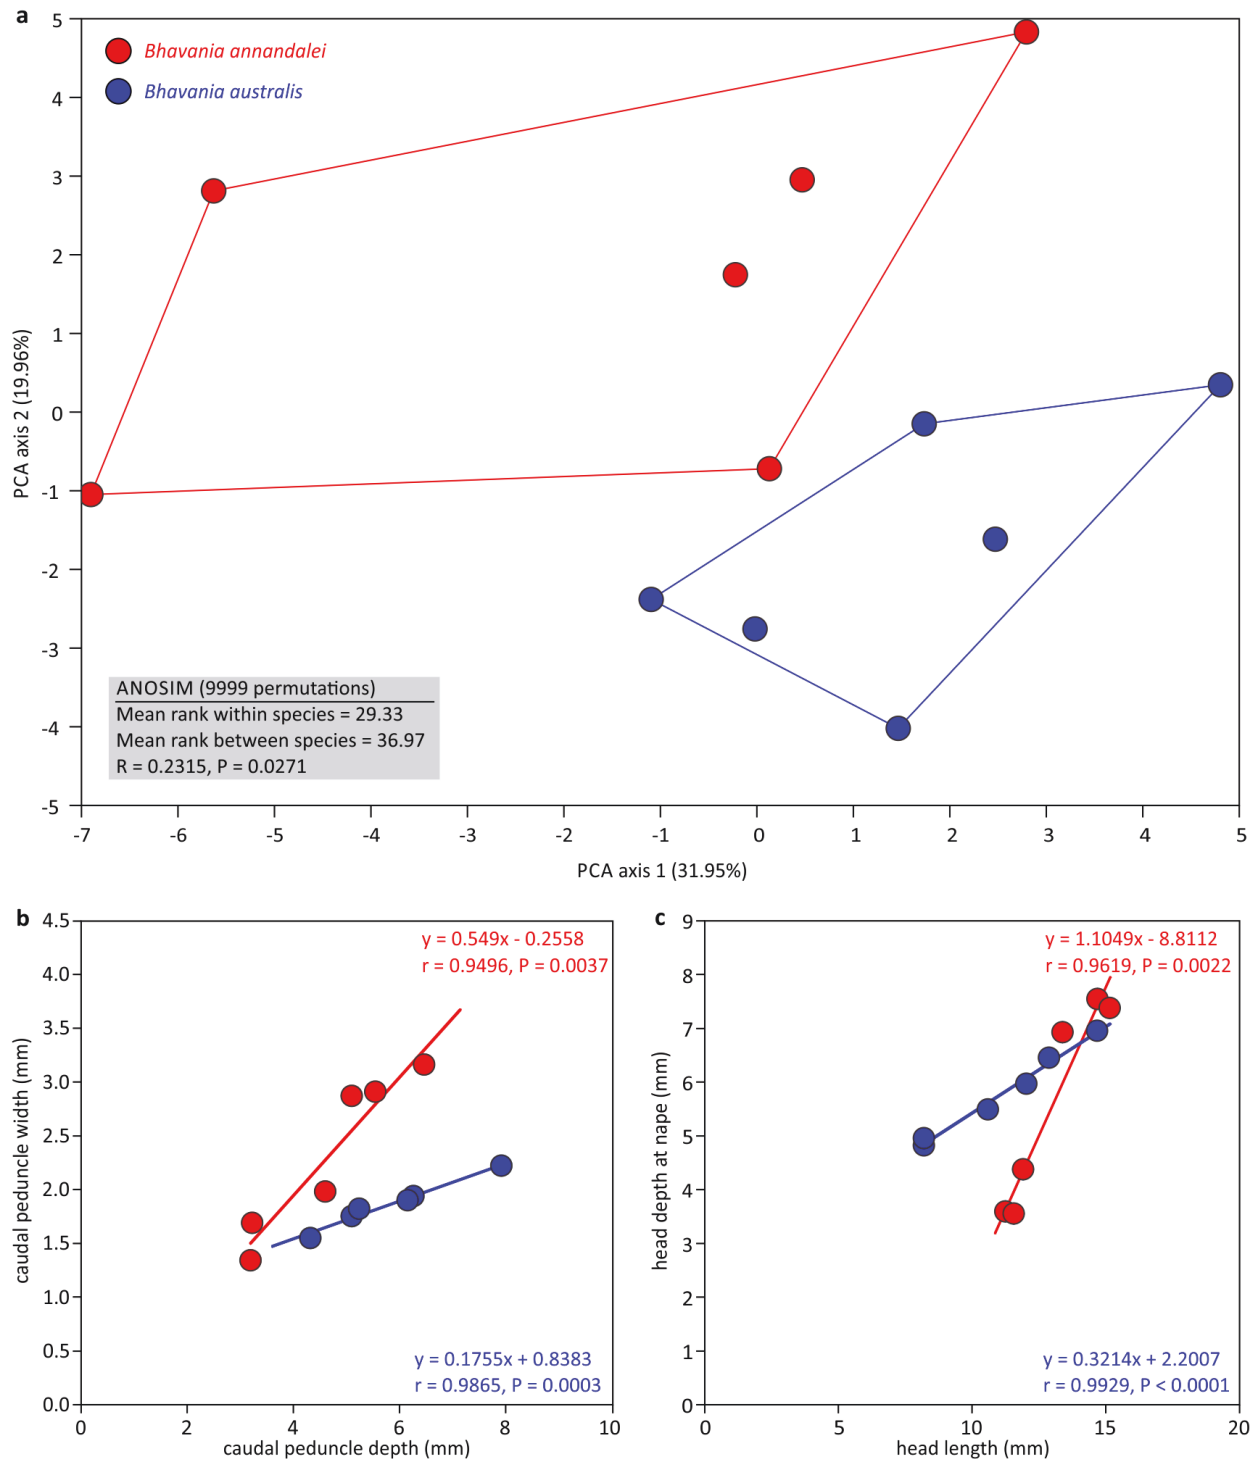 a
Bhavania annandalei
Bhavania australis
5
4
3
2
1
0
-1
-2
-3
-4
-5
PCA axis 2 (19.96%)
ANOSIM (9999 permutations)
Mean rank within species = 29.33
Mean rank between species = 36.97
R = 0.2315, P = 0.0271
-7 -6 -5 -4 -3 -2 -1 0 1 2 3 4 5
PCA axis 1 (31.95%)
b
4.5
4.0
3.5
3.0
2.5
2.0
1.5
1.0
0.5
0.0
caudal peduncle width (mm)
y = 0.549x - 0.2558
r = 0.9496, P = 0.0037
y = 0.1755x + 0.8383
r = 0.9865, P = 0.0003
0 2 4 6 8 10
caudal peduncle depth (mm)
c
9
8
7
6
5
4
3
2
1
0
head depth at nape (mm)
y = 1.1049x - 8.8112
r = 0.9619, P = 0.0022
y = 0.3214x + 2.2007
r = 0.9929, P < 0.0001
0 5 10 15 20
head length (mm)